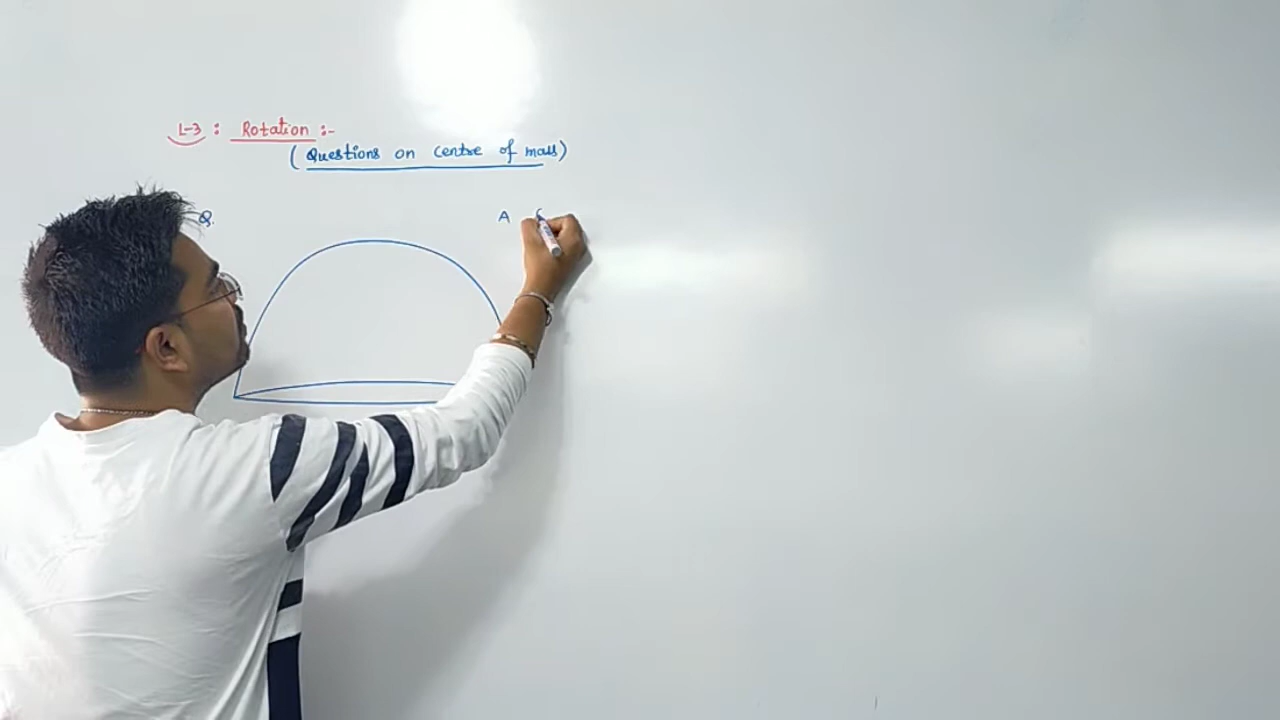 L-3 : Rotation :-
( Questions on centre of mass)
Q.
A